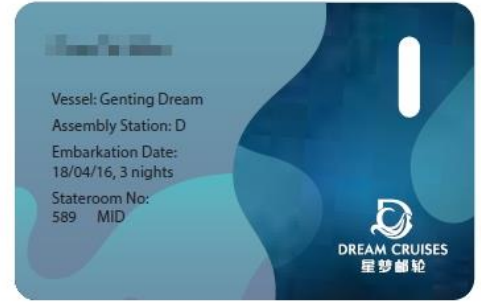 Vessel: Genting Dream
Assembly Station: D
Embarkation Date:
18/04/16, 3 nights
Stateroom No:
589 MID
DREAM CRUISES
星梦邮轮